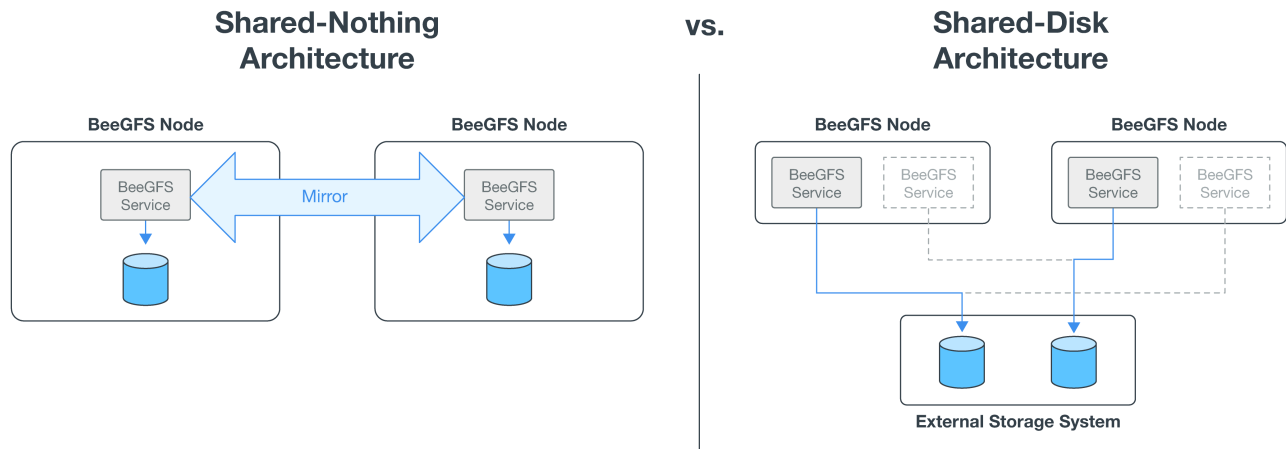 Shared-Nothing
Architecture
vs.
Shared-Disk
Architecture
BeeGFS Node
BeeGFS
Service
Mirror
BeeGFS Node
BeeGFS
Service
BeeGFS Node
BeeGFS
Service
BeeGFS
Service
BeeGFS Node
BeeGFS
Service
BeeGFS
Service
External Storage System